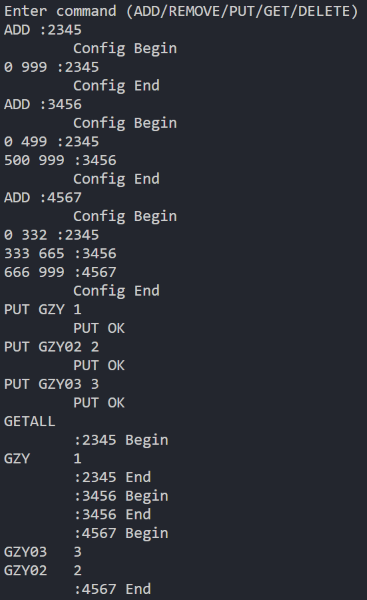 Enter command (ADD/REMOVE/PUT/GET/DELETE)
ADD :2345
Config Begin
0 999 :2345
Config End
ADD :3456
Config Begin
0 499 :2345
500 999 :3456
Config End
ADD :4567
Config Begin
0 332 :2345
333 665 :3456
666 999 :4567
Config End
PUT GZY 1
PUT OK
PUT GZY02 2
PUT OK
PUT GZY03 3
PUT OK
GETALL
:2345 Begin
GZY 1
:2345 End
:3456 Begin
:3456 End
:4567 Begin
GZY03 3
GZY02 2
:4567 End